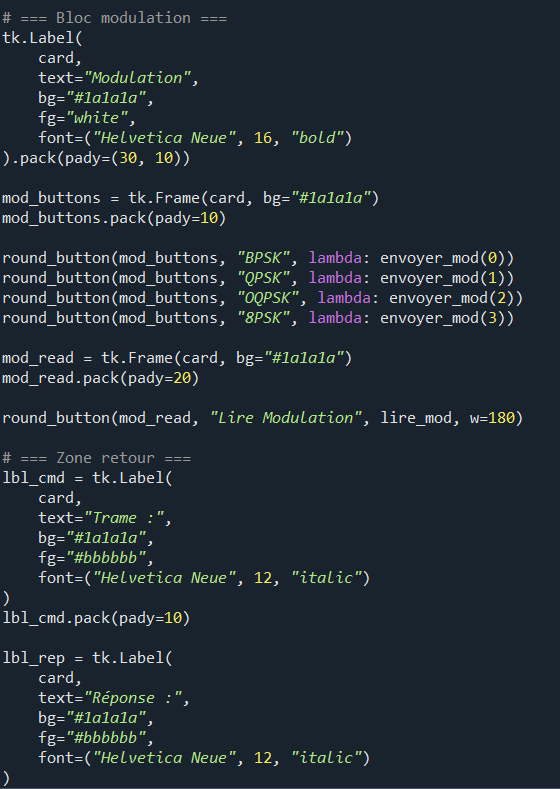 # === Bloc modulation ===
tk.Label(
    card,
    text="Modulation",
    bg="#1a1a1a",
    fg="white",
    font=("Helvetica Neue", 16, "bold")
).pack(pady=(30, 10))

mod_buttons = tk.Frame(card, bg="#1a1a1a")
mod_buttons.pack(pady=10)

round_button(mod_buttons, "BPSK", lambda: envoyer_mod(0))
round_button(mod_buttons, "QPSK", lambda: envoyer_mod(1))
round_button(mod_buttons, "OQPSK", lambda: envoyer_mod(2))
round_button(mod_buttons, "8PSK", lambda: envoyer_mod(3))

mod_read = tk.Frame(card, bg="#1a1a1a")
mod_read.pack(pady=20)

round_button(mod_read, "Lire Modulation", lire_mod, w=180)

# === Zone retour ===
lbl_cmd = tk.Label(
    card,
    text="Trame :",
    bg="#1a1a1a",
    fg="#bbbbbb",
    font=("Helvetica Neue", 12, "italic")
)
lbl_cmd.pack(pady=10)

lbl_rep = tk.Label(
    card,
    text="Réponse :",
    bg="#1a1a1a",
    fg="#bbbbbb",
    font=("Helvetica Neue", 12, "italic")
)